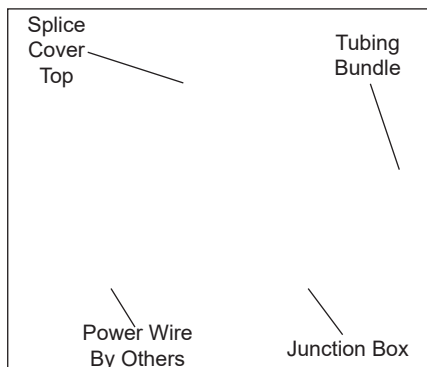 Splice
Cover
Top
Tubing
Bundle
Power Wire
By Others
Junction Box